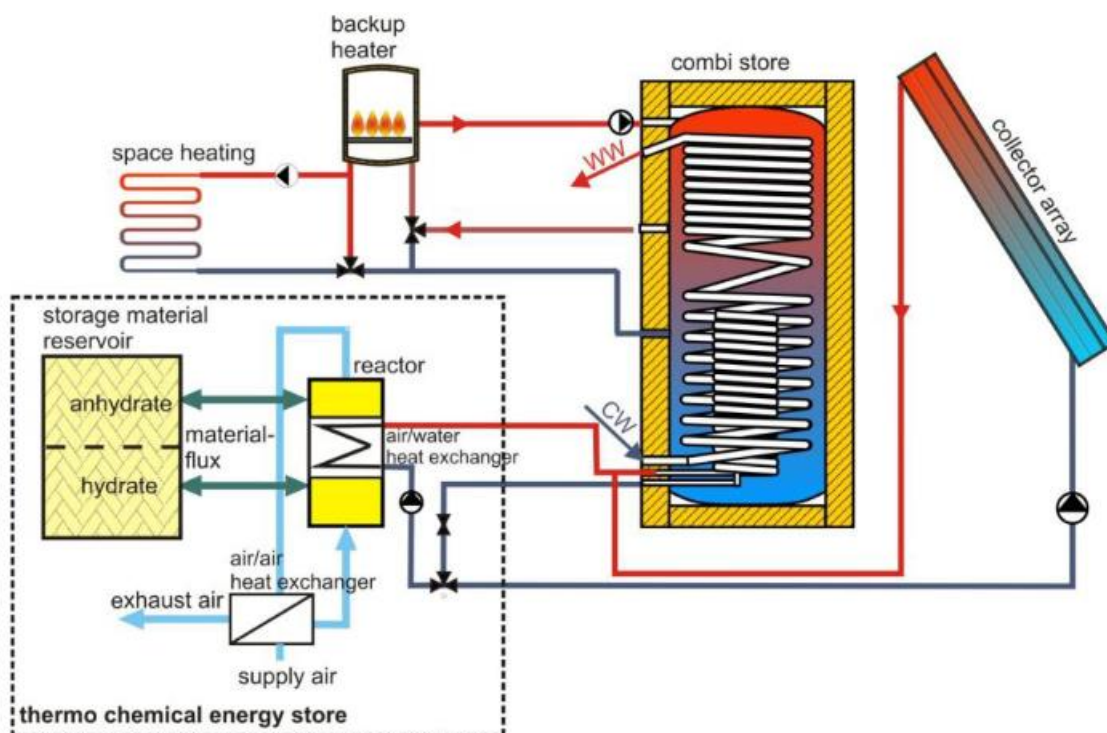 backup
heater
combi store
space heating
WW
collector array
storage material
reservoir
reactor
anhydrate
material-
flux
air/water
heat exchanger
CW
hydrate
air/air
heat exchanger
exhaust air
supply air
thermo chemical energy store